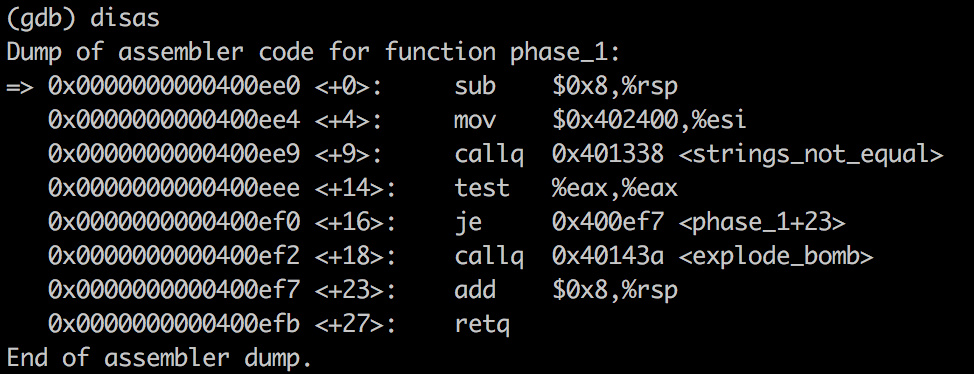 (gdb) disas
Dump of assembler code for function phase_1:
=> 0x0000000000400ee0 <+0>:     sub    $0x8,%rsp
   0x0000000000400ee4 <+4>:     mov    $0x402400,%esi
   0x0000000000400ee9 <+9>:     callq  0x401338 <strings_not_equal>
   0x0000000000400eee <+14>:    test   %eax,%eax
   0x0000000000400ef0 <+16>:    je     0x400ef7 <phase_1+23>
   0x0000000000400ef2 <+18>:    callq  0x40143a <explode_bomb>
   0x0000000000400ef7 <+23>:    add    $0x8,%rsp
   0x0000000000400efb <+27>:    retq
End of assembler dump.